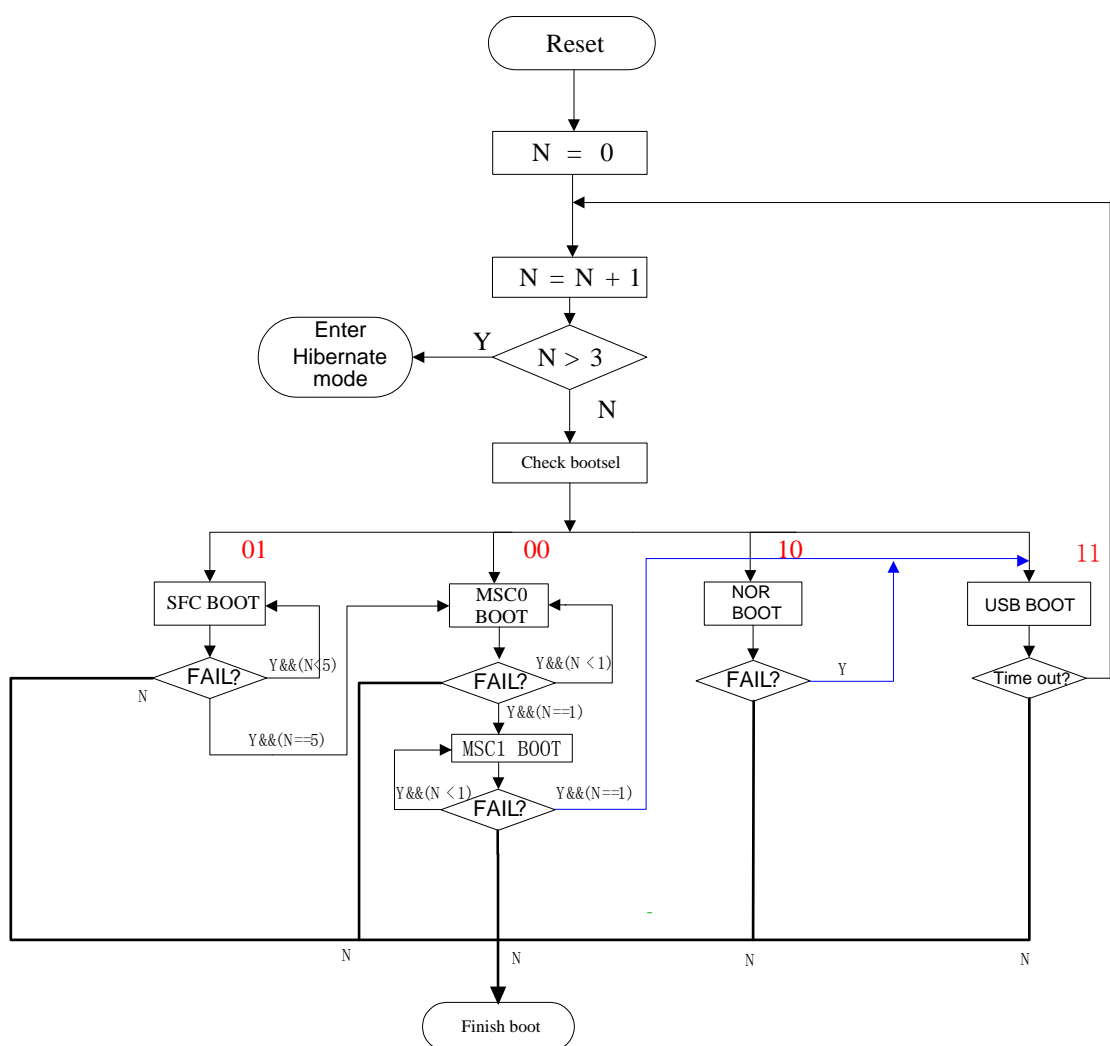 Reset
N = 0
N = N + 1
Enter
Hibernate
mode
Y
N > 3
N
Check bootsel
01
00
10
11
SFC BOOT
MSC0
BOOT
NOR
BOOT
USB BOOT
FAIL?
Y&&(N<5)
N
FAIL?
Y&&(N <1)
FAIL?
Y
Time out?
Y&&(N==1)
Y&&(N==5)
MSC1 BOOT
Y&&(N <1)
FAIL?
Y&&(N==1)
-
N
N
N
N
Finish boot